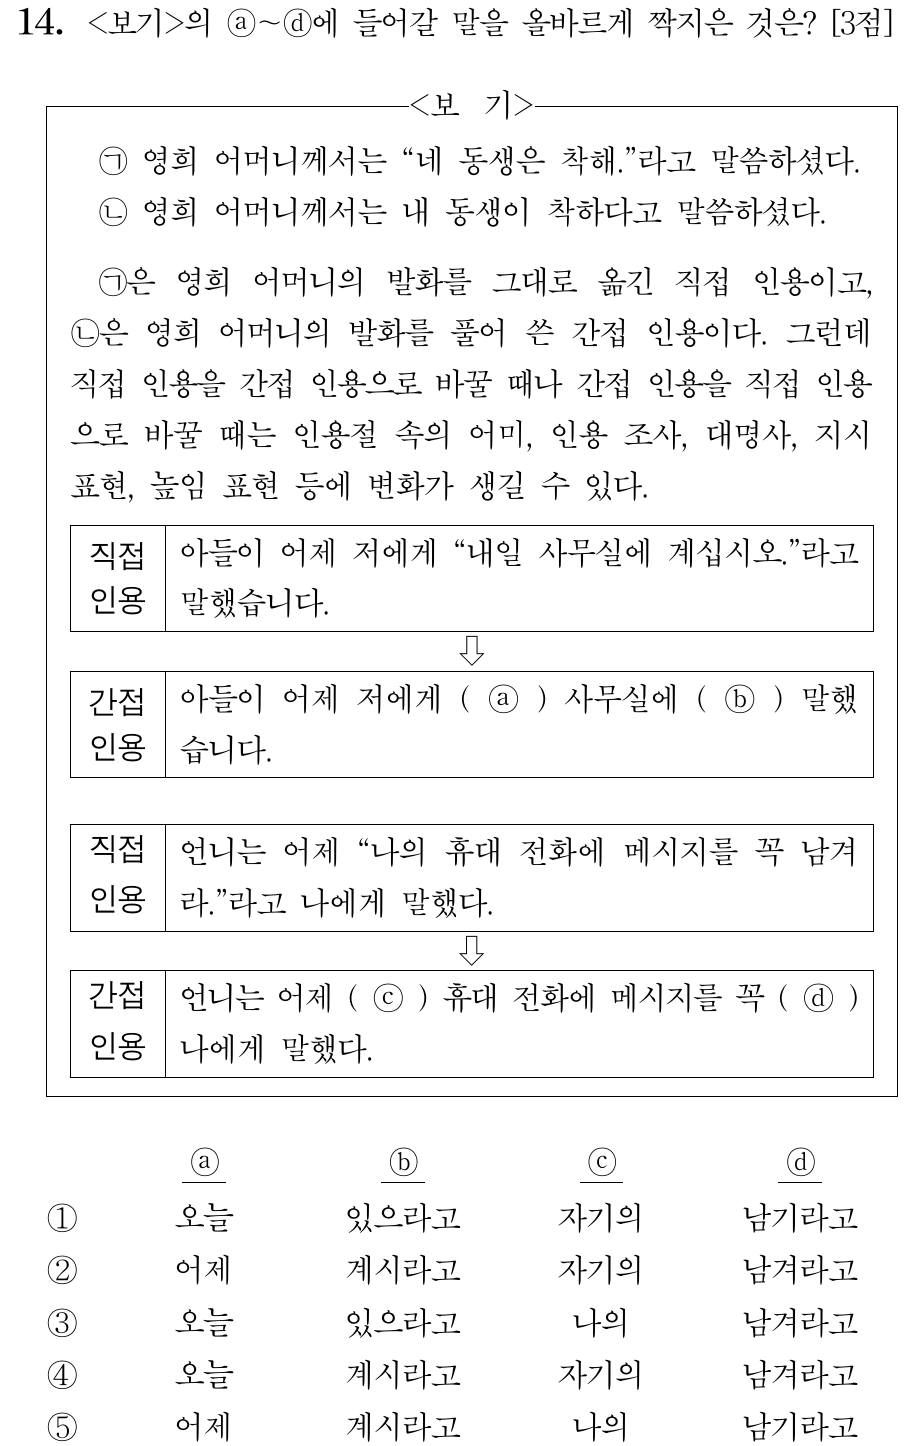 14. <보기>의 ⓐ~ⓓ에 들어갈 말을 올바르게 짝지은 것은? [3점]
<보 기>
㉠ 영희 어머니께서는 “네 동생은 착해.”라고 말씀하셨다.
㉡ 영희 어머니께서는 내 동생이 착하다고 말씀하셨다.
㉠은 영희 어머니의 발화를 그대로 옮긴 직접 인용이고,
㉡은 영희 어머니의 발화를 풀어 쓴 간접 인용이다. 그런데
직접 인용을 간접 인용으로 바꿀 때나 간접 인용을 직접 인용
으로 바꿀 때는 인용절 속의 어미, 인용 조사, 대명사, 지시
표현, 높임 표현 등에 변화가 생길 수 있다.
직접 인용
아들이 어제 저에게 “내일 사무실에 계십시오.”라고
말했습니다.
⇩
간접 인용
아들이 어제 저에게 ( ⓐ ) 사무실에 ( ⓑ ) 말했
습니다.
직접 인용
언니는 어제 “나의 휴대 전화에 메시지를 꼭 남겨
라.”라고 나에게 말했다.
⇩
간접 인용
언니는 어제 ( ⓒ ) 휴대 전화에 메시지를 꼭 ( ⓓ )
나에게 말했다.
ⓐ ⓑ ⓒ ⓓ
① 오늘 있으라고 자기의 남기라고
② 어제 계시라고 자기의 남겨라고
③ 오늘 있으라고 나의 남겨라고
④ 오늘 계시라고 자기의 남겨라고
⑤ 어제 계시라고 나의 남기라고